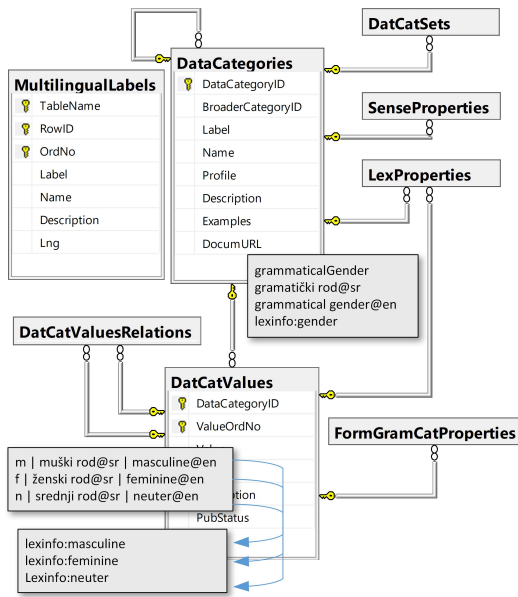 DatCatSets
DataCategories
DataCategoryID
BroaderCategoryID
Label
Name
Profile
Description
Examples
DocumURL
MultilingualLabels
TableName
RowID
OrdNo
Label
Name
Description
Lng
SenseProperties
LexProperties
grammaticalGender
gramatički rod@sr
grammatical gender@en
lexinfo:gender
DatCatValuesRelations
DatCatValues
DataCategoryID
ValueOrdNo
PubStatus
FormGramCatProperties
m | muški rod@sr | masculine@en
f | ženski rod@sr | feminine@en
n | srednji rod@sr | neuter@en
lexinfo:masculine
lexinfo:feminine
Lexinfo:neuter